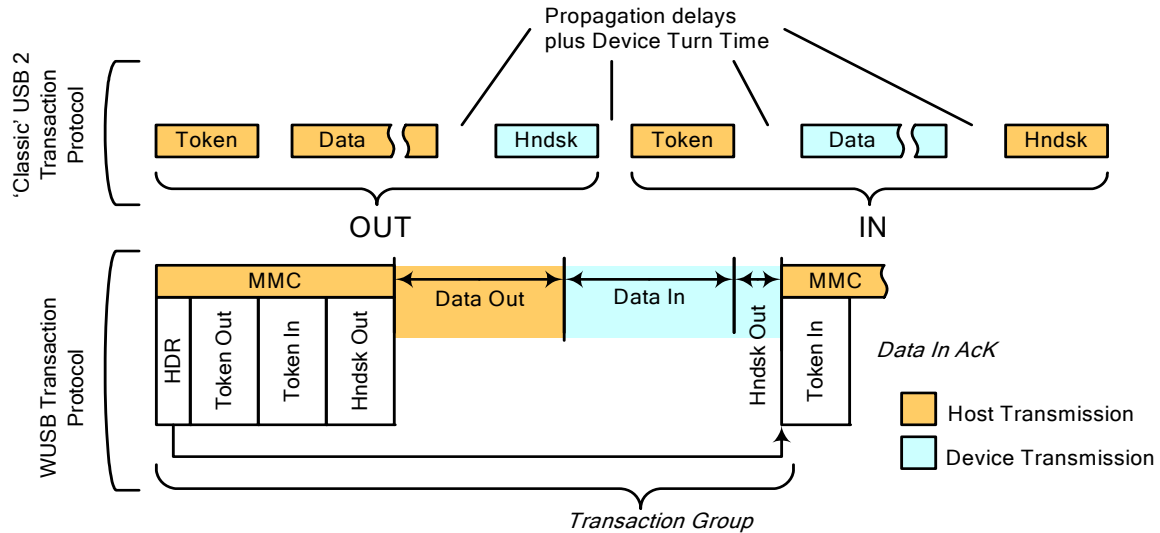 Propagation delays
plus Device Turn Time
'Classic' USB 2
Transaction
Protocol
Token
Data
Hndsk
Token
Data
Hndsk
OUT
IN
WUSB Transaction
Protocol
MMC
HDR
Token Out
Token In
Hndsk Out
Data Out
Data In
Hndsk Out
MMC
Token In
Data In AcK
Host Transmission
Device Transmission
Transaction Group